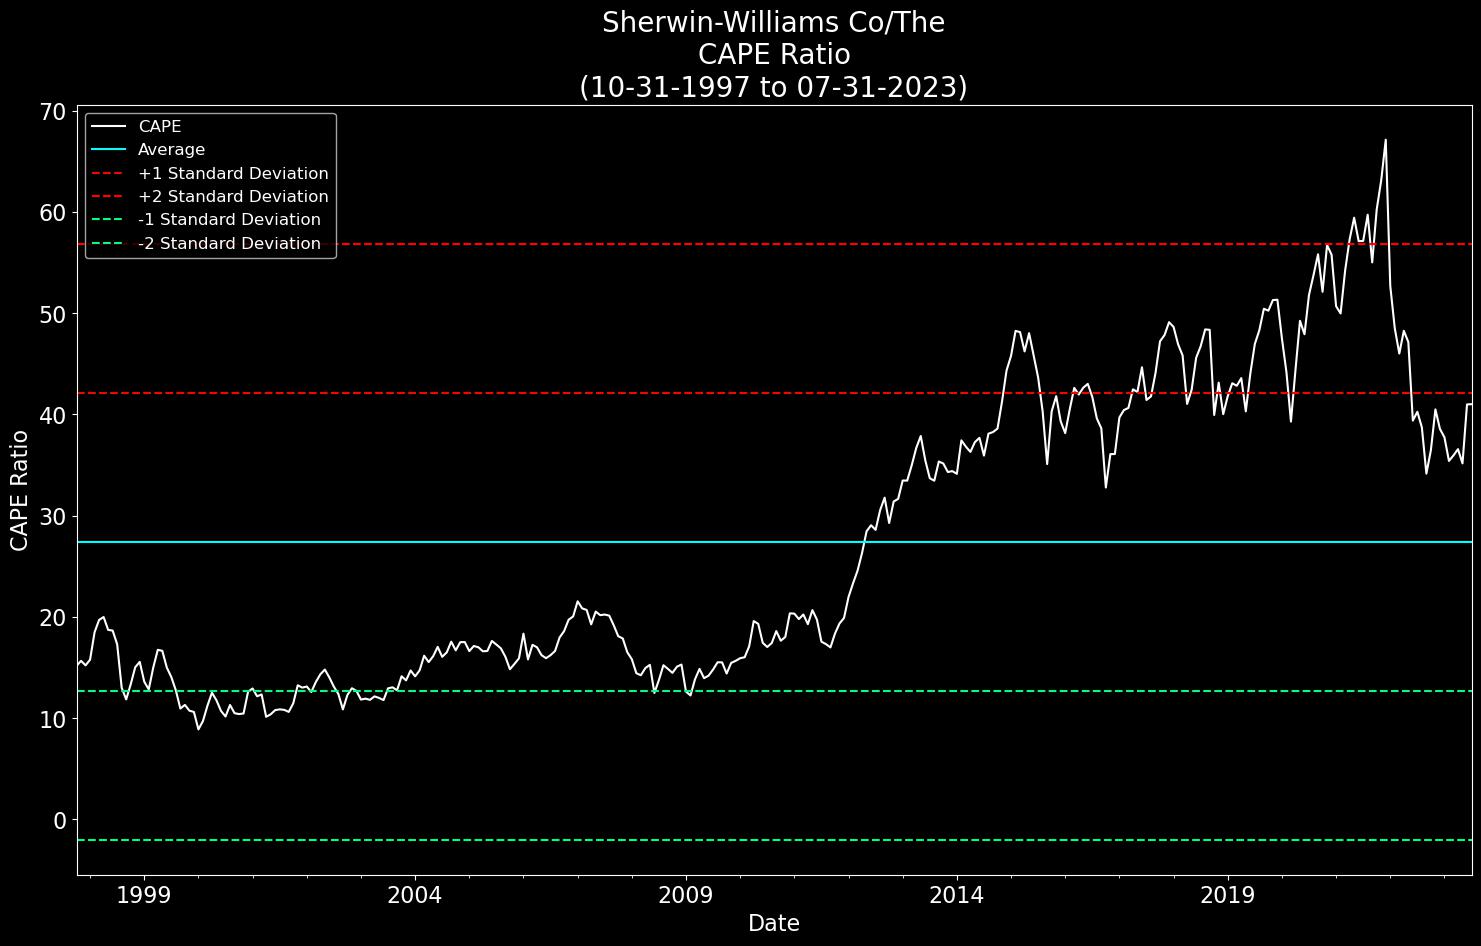 Sherwin-Williams Co/The
CAPE Ratio
(10-31-1997 to 07-31-2023)
CAPE
Average
+1 Standard Deviation
+2 Standard Deviation
-1 Standard Deviation
-2 Standard Deviation
CAPE Ratio
70
60
50
40
30
20
10
0
1999 2004 2009 2014 2019
Date